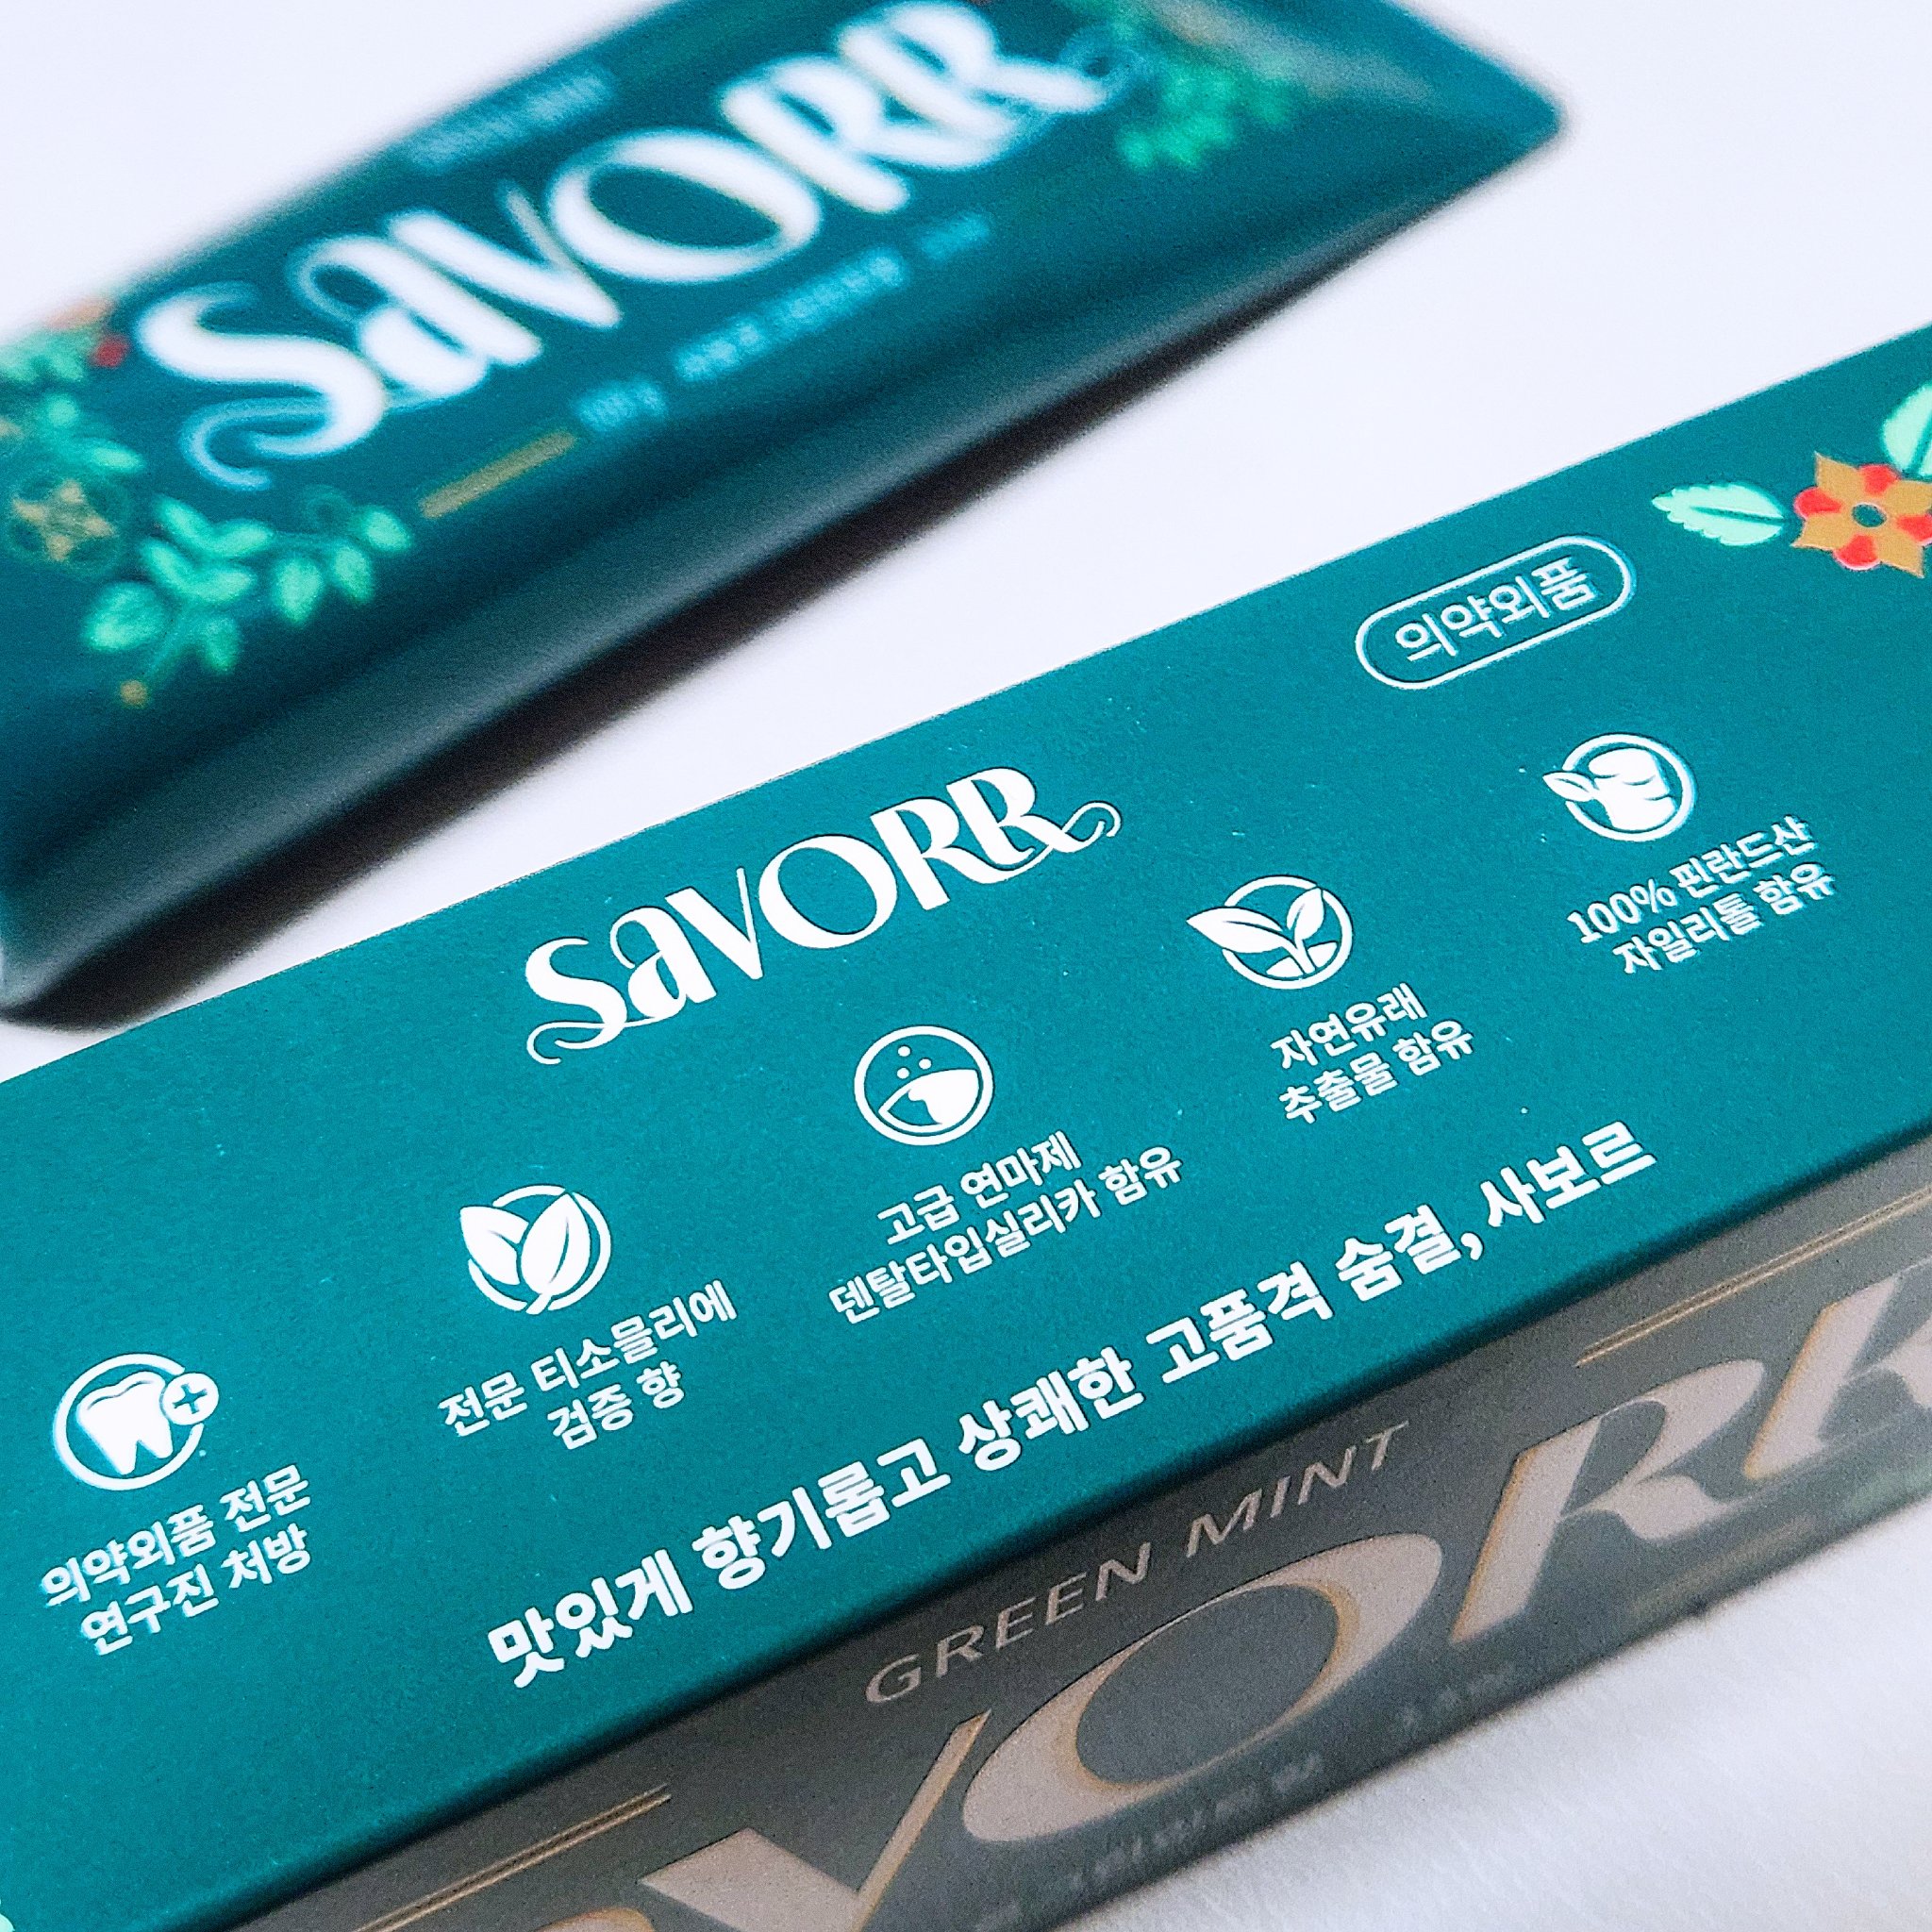 SAVORR
100g
의약외품
SAVORR
의약외품 전문
연구진 처방
전문 티소믈리에
검증 향
고급 연마제
덴탈타입실리카 함유
자연유래
추출물 함유
100% 핀란드산
자일리톨 함유
맛있게 향기롭고 상쾌한 고품격 숨결, 사보르
GREEN MINT
VORR